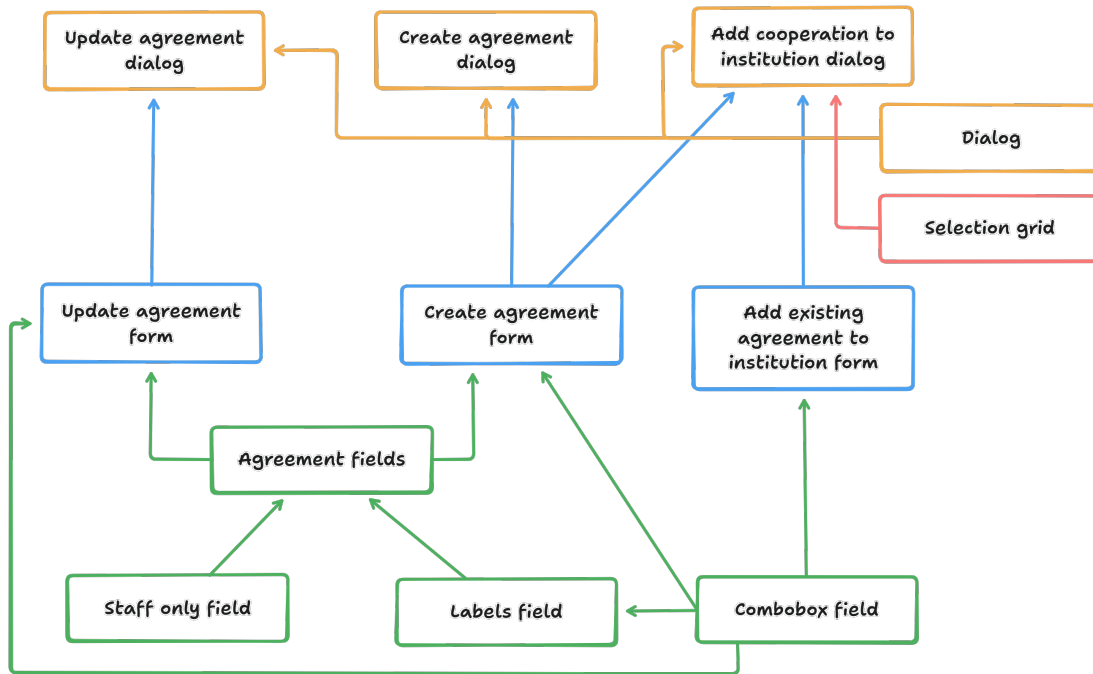 Update agreement
dialog
Create agreement
dialog
Add cooperation to
institution dialog
Dialog
Selection grid
Update agreement
form
Create agreement
form
Add existing
agreement to
institution form
Agreement fields
Staff only field
Labels field
Combobox field